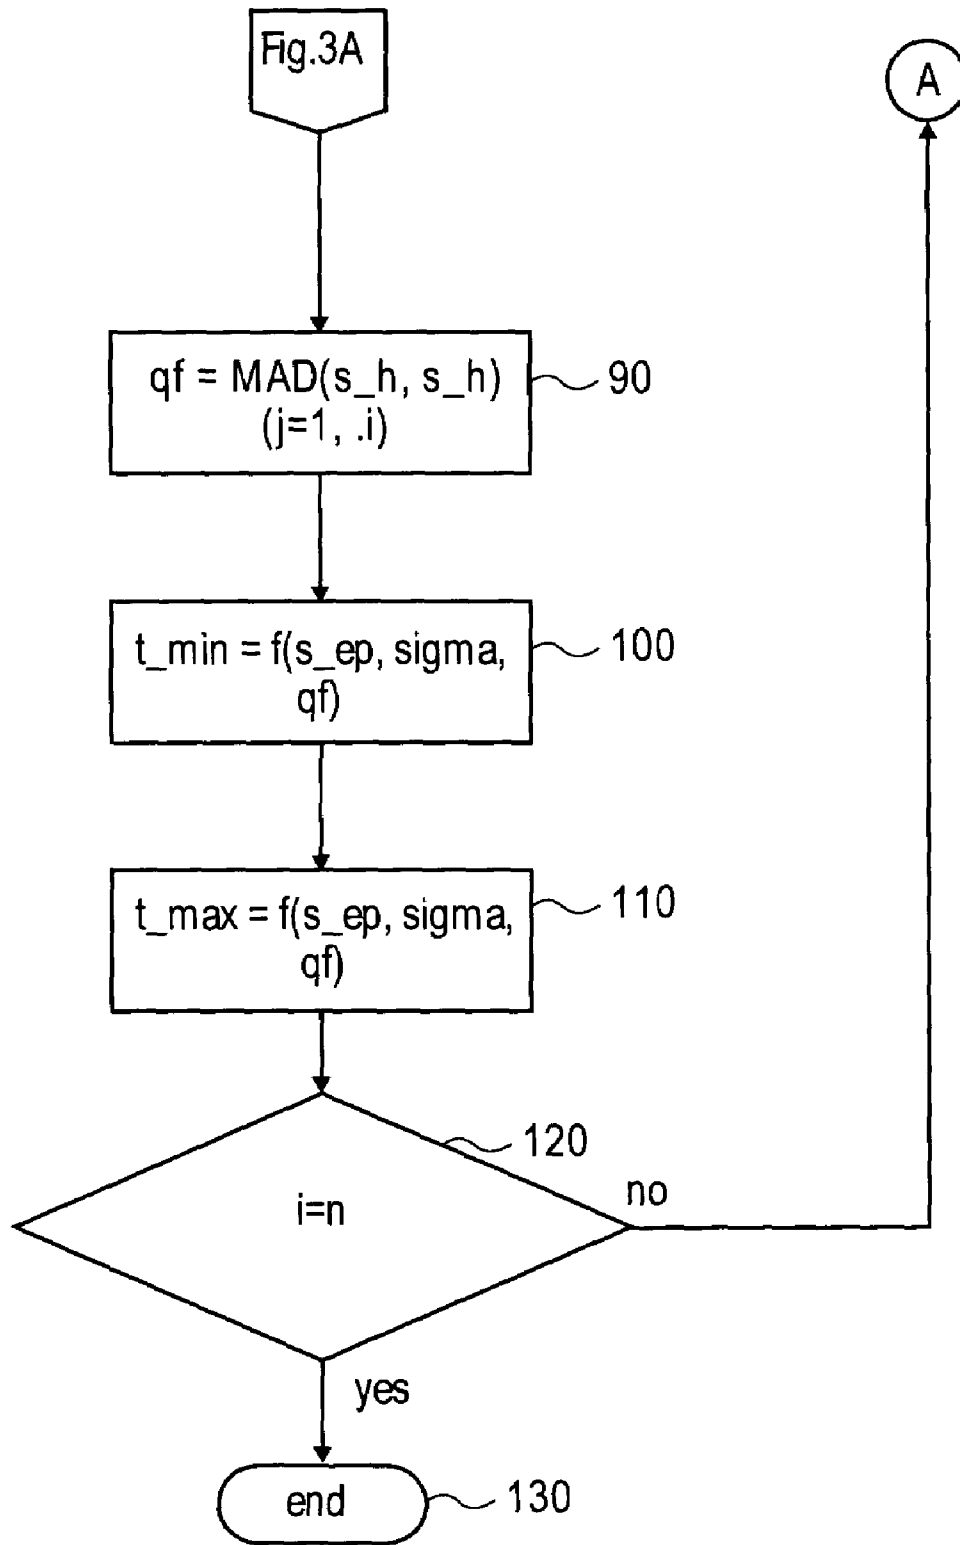 Fig.3A
A
qf = MAD(s_h, s_h)
(j=1, .i)
90
t_min = f(s_ep, sigma,
qf)
100
t_max = f(s_ep, sigma,
qf)
110
120
i=n
no
yes
end
130